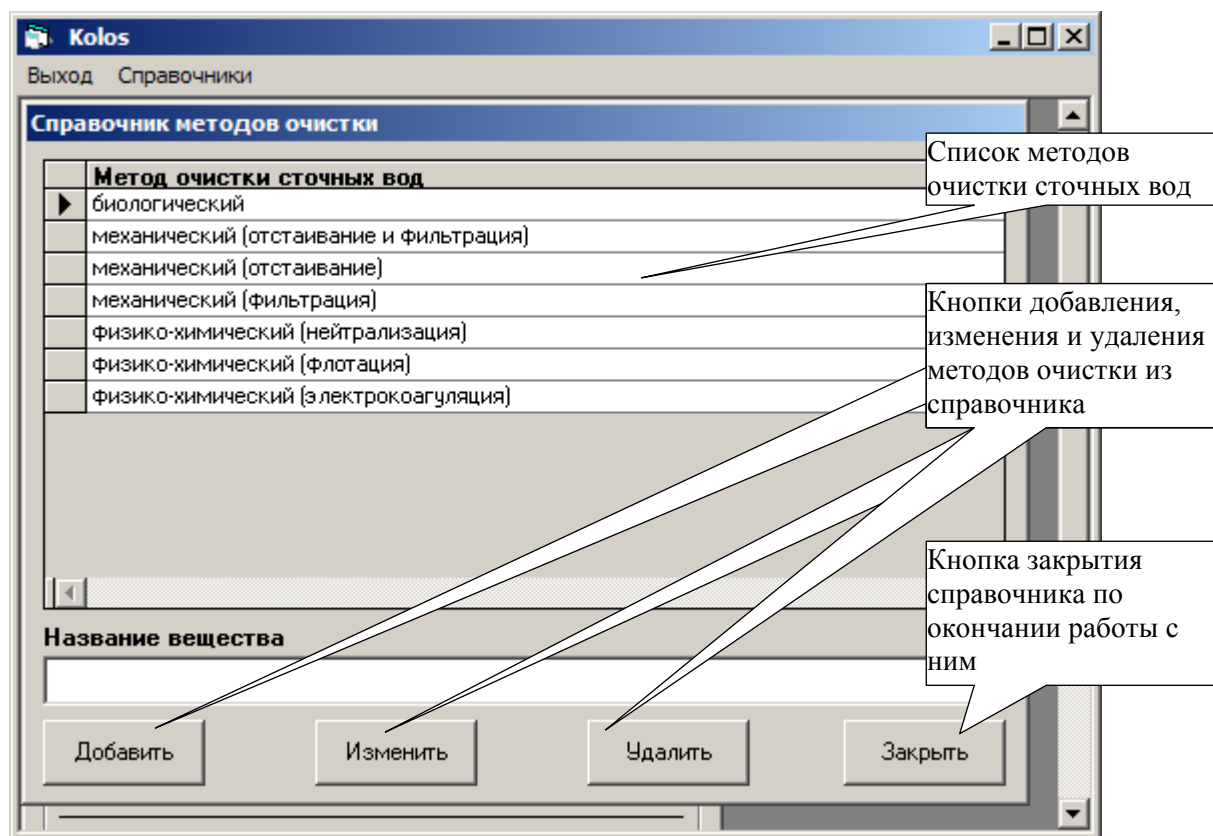 Kolos
Выход Справочники
Справочник методов очистки
Список методов
очистки сточных вод
Метод очистки сточных вод
биологический
механический (отстаивание и фильтрация)
механический (отстаивание)
механический (фильтрация)
физико-химический (нейтрализация)
физико-химический (флотация)
физико-химический (электрокоагуляция)
Кнопки добавления,
изменения и удаления
методов очистки из
справочника
Кнопка закрытия
справочника по
окончании работы с
ним
Название вещества
Добавить Изменить Удалить Закрыть